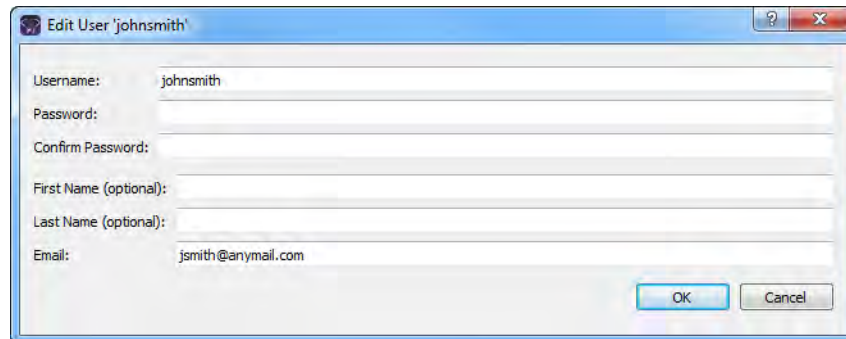 Edit User 'johnsmith'
? X
Username: johnsmith
Password:
Confirm Password:
First Name (optional):
Last Name (optional):
Email: jsmith@anymail.com
OK Cancel